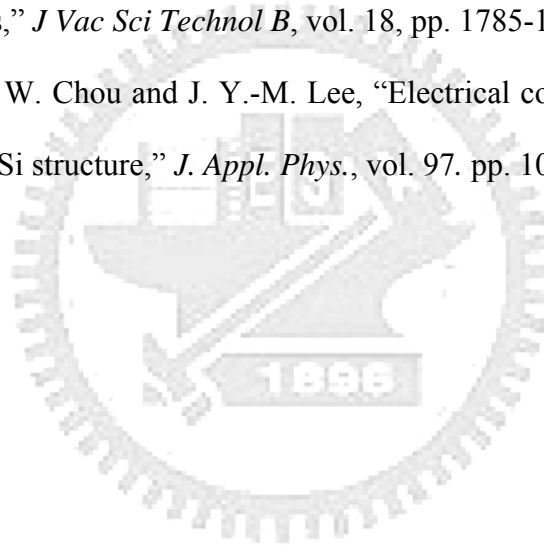 s,” J Vac Sci Technol B, vol. 18, pp. 1785-1
W. Chou and J. Y.-M. Lee, “Electrical co
Si structure,” J. Appl. Phys., vol. 97. pp. 10
1896